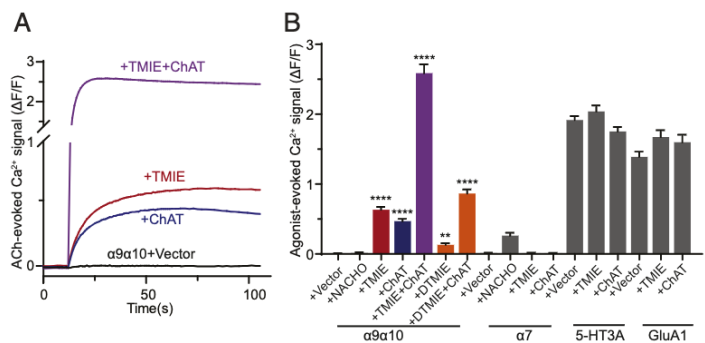 A
ACh-evoked Ca²⁺ signal (ΔF/F)
3
2
1
0
+TMIE+ChAT
+TMIE
+ChAT
α9α10+Vector
0
50
100
Time(s)
B
Agonist-evoked Ca²⁺ signal (ΔF/F)
3
2
1
0
****
****
****
**
****
+Vector
+NACHO
+TMIE
+ChAT
+TMIE+ChAT
+DTMIE
+DTMIE+ChAT
+Vector
+NACHO
+TMIE
+ChAT
+Vector
+TMIE
+ChAT
+Vector
+TMIE
+ChAT
α9α10
α7
5-HT3A
GluA1